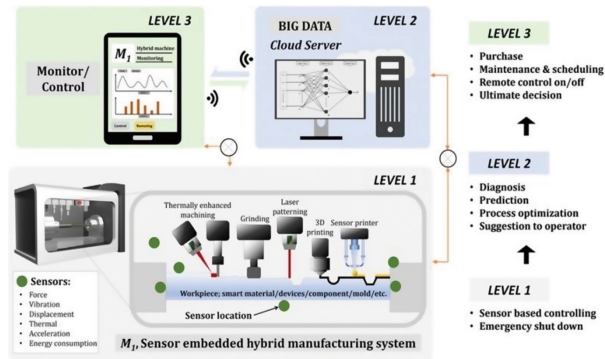 LEVEL 3
M₁ Hybrid machine
Monitoring
Monitor/
Control
Control
LEVEL 2
BIG DATA
Cloud Server
LEVEL 3
• Purchase
• Maintenance & scheduling
• Remote control on/off
• Ultimate decision
LEVEL 2
• Diagnosis
• Prediction
• Process optimization
• Suggestion to operator
LEVEL 1
• Sensor based controlling
• Emergency shut down
LEVEL 1
Thermally enhanced
machining
Grinding
Laser
patterning
3D
printing
Sensor printer
Workpiece; smart material/devices/component/mold/etc.
Sensor location
Sensors:
• Force
• Vibration
• Displacement
• Thermal
• Acceleration
• Energy consumption
M₁, Sensor embedded hybrid manufacturing system